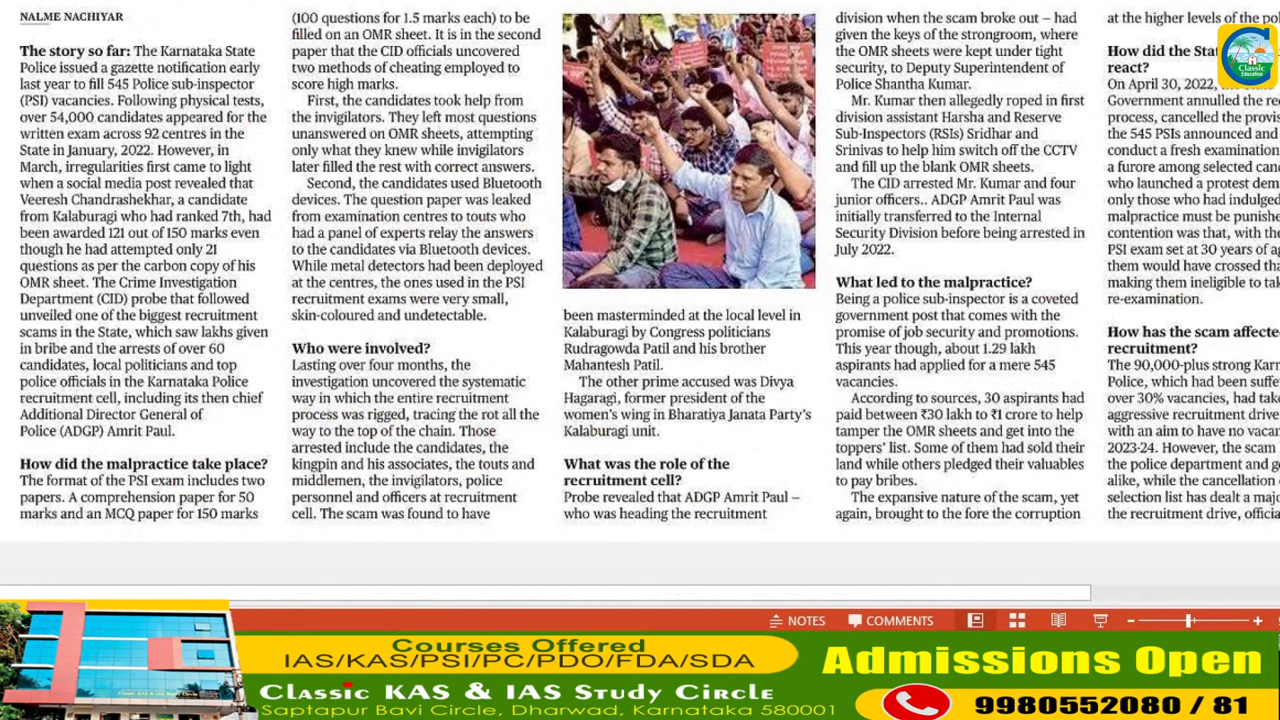 NALME NACHIYAR
The story so far: The Karnataka State
Police issued a gazette notification early
last year to fill 545 Police sub-inspector
(PSI) vacancies. Following physical tests,
over 54,000 candidates appeared for the
written exam across 92 centres in the
State in January, 2022. However, in
March, irregularities first came to light
when a social media post revealed that
Veeresh Chandrashekhar, a candidate
from Kalaburagi who had ranked 7th, had
been awarded 121 out of 150 marks even
though he had attempted only 21
questions as per the carbon copy of his
OMR sheet. The Crime Investigation
Department (CID) probe that followed
unveiled one of the biggest recruitment
scams in the State, which saw lakhs given
in bribe and the arrests of over 60
candidates, local politicians and top
police officials in the Karnataka Police
recruitment cell, including its then chief
Additional Director General of
Police (ADGP) Amrit Paul.
How did the malpractice take place?
The format of the PSI exam includes two
papers. A comprehension paper for 50
marks and an MCQ paper for 150 marks
(100 questions for 1.5 marks each) to be
filled on an OMR sheet. It is in the second
paper that the CID officials uncovered
two methods of cheating employed to
score high marks.
First, the candidates took help from
the invigilators. They left most questions
unanswered on OMR sheets, attempting
only what they knew while invigilators
later filled the rest with correct answers.
Second, the candidates used Bluetooth
devices. The question paper was leaked
from examination centres to touts who
had a panel of experts relay the answers
to the candidates via Bluetooth devices.
While metal detectors had been deployed
at the centres, the ones used in the PSI
recruitment exams were very small,
skin-coloured and undetectable.
Who were involved?
Lasting over four months, the
investigation uncovered the systematic
way in which the entire recruitment
process was rigged, tracing the rot all the
way to the top of the chain. Those
arrested include the candidates, the
kingpin and his associates, the touts and
middlemen, the invigilators, police
personnel and officers at recruitment
cell. The scam was found to have
been masterminded at the local level in
Kalaburagi by Congress politicians
Rudragowda Patil and his brother
Mahantesh Patil.
The other prime accused was Divya
Hagaragi, former president of the
women's wing in Bharatiya Janata Party's
Kalaburgi unit.
What was the role of the
recruitment cell?
Probe revealed that ADGP Amrit Paul –
who was heading the recruitment
division when the scam broke out – had
given the keys of the strongroom, where
the OMR sheets were kept under tight
security, to Deputy Superintendent of
Police Shantha Kumar.
Mr. Kumar then allegedly roped in first
division assistant Harsha and Reserve
Sub-Inspectors (RSIs) Sridhar and
Srinivas to help him switch off the CCTV
and fill up the blank OMR sheets.
The CID arrested Mr. Kumar and four
junior officers.. ADGP Amrit Paul was
initially transferred to the Internal
Security Division before being arrested in
July 2022.
What led to the malpractice?
Being a police sub-inspector is a coveted
government post that comes with the
promise of job security and promotions.
This year though, about 1.29 lakh
aspirants had applied for a mere 545
vacancies.
According to sources, 30 aspirants had
paid between ₹30 lakh to ₹1 crore to help
tamper the OMR sheets and get into the
toppers' list. Some of them had sold their
land while others pledged their valuables
to pay bribes.
The expansive nature of the scam, yet
again, brought to the fore the corruption
at the higher levels of the pol
How did the Sta
react?
On April 30, 2022,
Government annulled the re
process, cancelled the provis
the 545 PSIs announced and
conduct a fresh examination
a furore among selected can
who launched a protest dem
only those who had indulged
malpractice must be punishe
contention was that, with the
PSI exam set at 30 years of ag
them would have crossed tha
making them ineligible to tak
re-examination.
How has the scam affecte
recruitment?
The 90,000-plus strong Karn
Police, which had been suffe
over 30% vacancies, had take
aggressive recruitment drive
with an aim to have no vacan
2023-24. However, the scam
the police department and g
alike, while the cancellation
selection list has dealt a majo
the recruitment drive, officia
Classic
Education
NOTES
COMMENTS
Courses Offered
IAS/KAS/PSI/PC/PDO/FDA/SDA
Classic KAS & IAS Study Circle
Saptapur Bavi Circle, Dharwad, Karnataka 580001
Admissions Open
9980552080 / 81